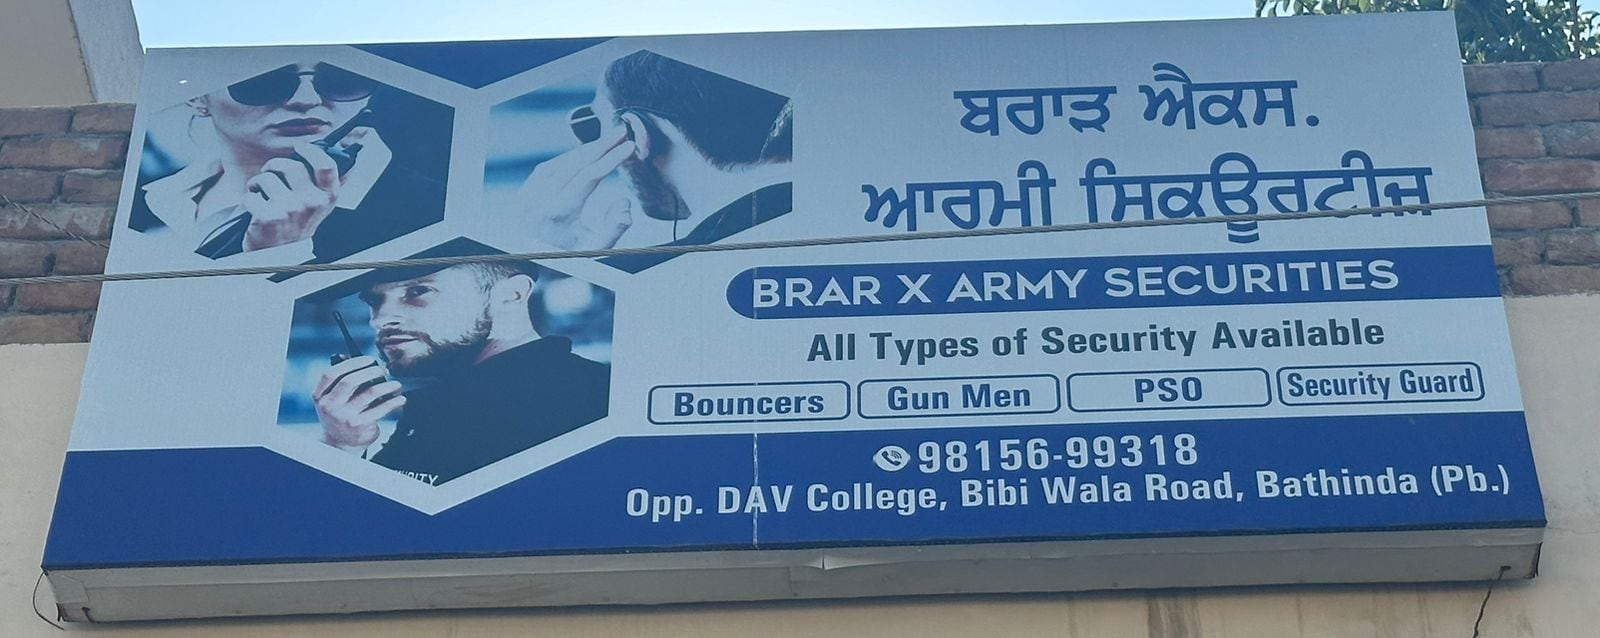 ਬਰਾੜ ਐਕਸ.
ਆਰਮੀ ਸਿਕਊਰਟੀਜ਼
BRAR X ARMY SECURITIES
All Types of Security Available
Bouncers Gun Men PSO Security Guard
98156-99318
Opp. DAV College, Bibi Wala Road, Bathinda (Pb.)